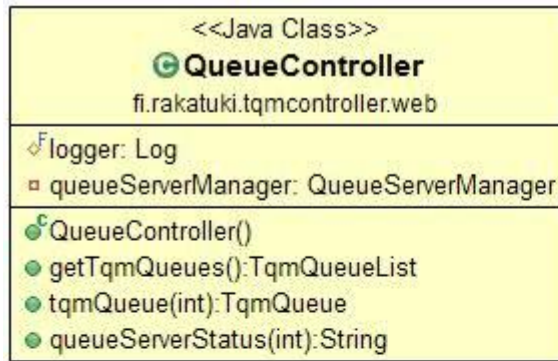 <<Java Class>>
QueueController
fi.rakatuki.tqmcontroller.web
logger: Log
queueServerManager: QueueServerManager
QueueController()
getTqmQueues():TqmQueueList
tqmQueue(int):TqmQueue
queueServerStatus(int):String